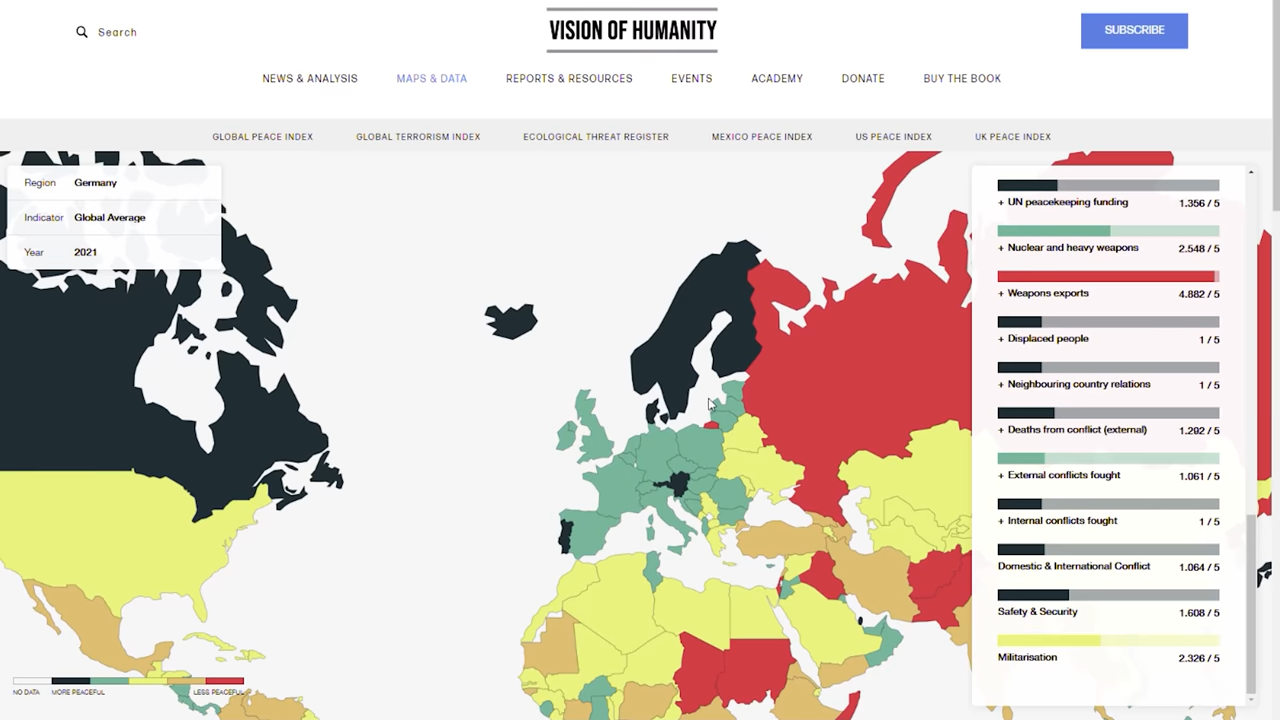 Search
VISION OF HUMANITY
SUBSCRIBE
NEWS & ANALYSIS MAPS & DATA REPORTS & RESOURCES EVENTS ACADEMY DONATE BUY THE BOOK
GLOBAL PEACE INDEX GLOBAL TERRORISM INDEX ECOLOGICAL THREAT REGISTER MEXICO PEACE INDEX US PEACE INDEX UK PEACE INDEX
Region Germany
Indicator Global Average
Year 2021
+ UN peacekeeping funding 1.356 / 5
+ Nuclear and heavy weapons 2.548 / 5
+ Weapons exports 4.882 / 5
+ Displaced people 1 / 5
+ Neighbouring country relations 1 / 5
+ Deaths from conflict (external) 1.202 / 5
+ External conflicts fought 1.061 / 5
+ Internal conflicts fought 1 / 5
Domestic & International Conflict 1.064 / 5
Safety & Security 1.608 / 5
Militarisation 2.326 / 5
NO DATA MORE PEACEFUL LESS PEACEFUL